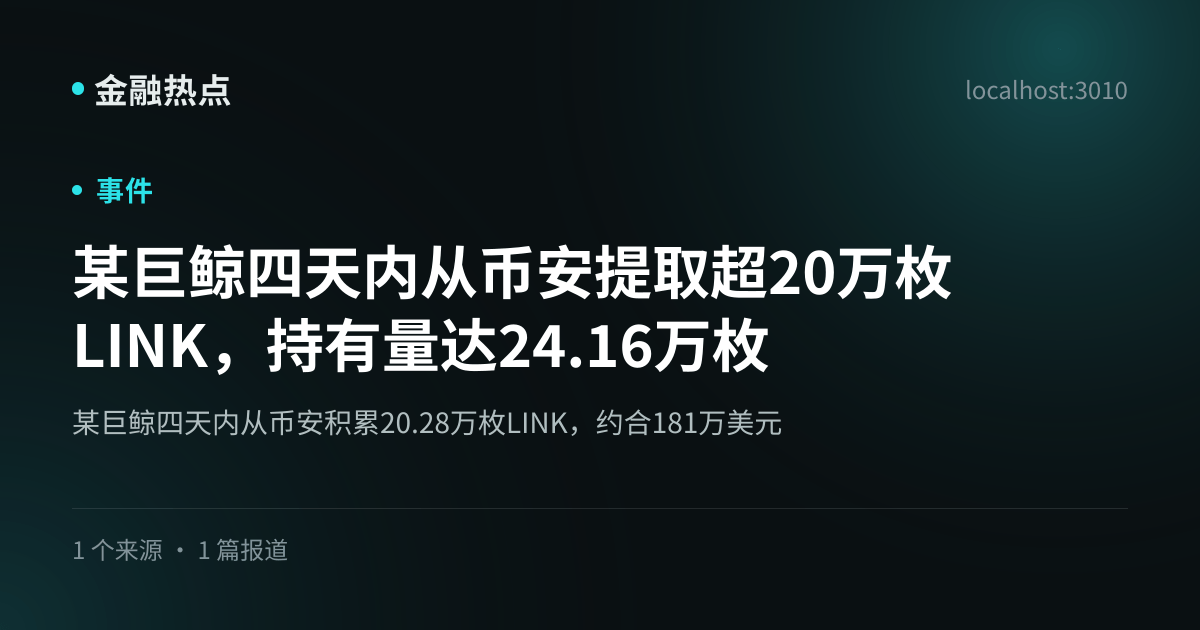 金融热点
localhost:3010
事件
某巨鲸四天内从币安提取超20万枚
LINK，持有量达24.16万枚
某巨鲸四天内从币安积累20.28万枚LINK，约合181万美元
1 个来源 · 1 篇报道